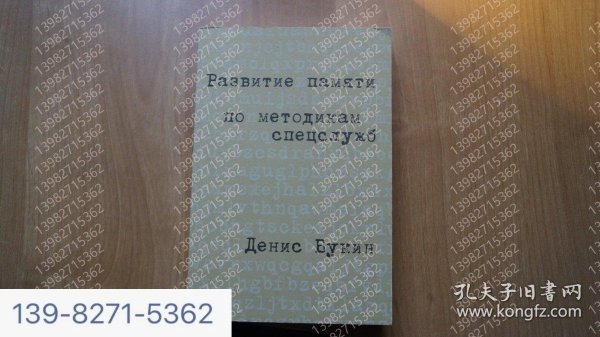 Развитие памяти
по методикам
спецслужб
Денис Букин
139-8271-5362
孔夫子旧书网
www.kongfz.com
13982715362